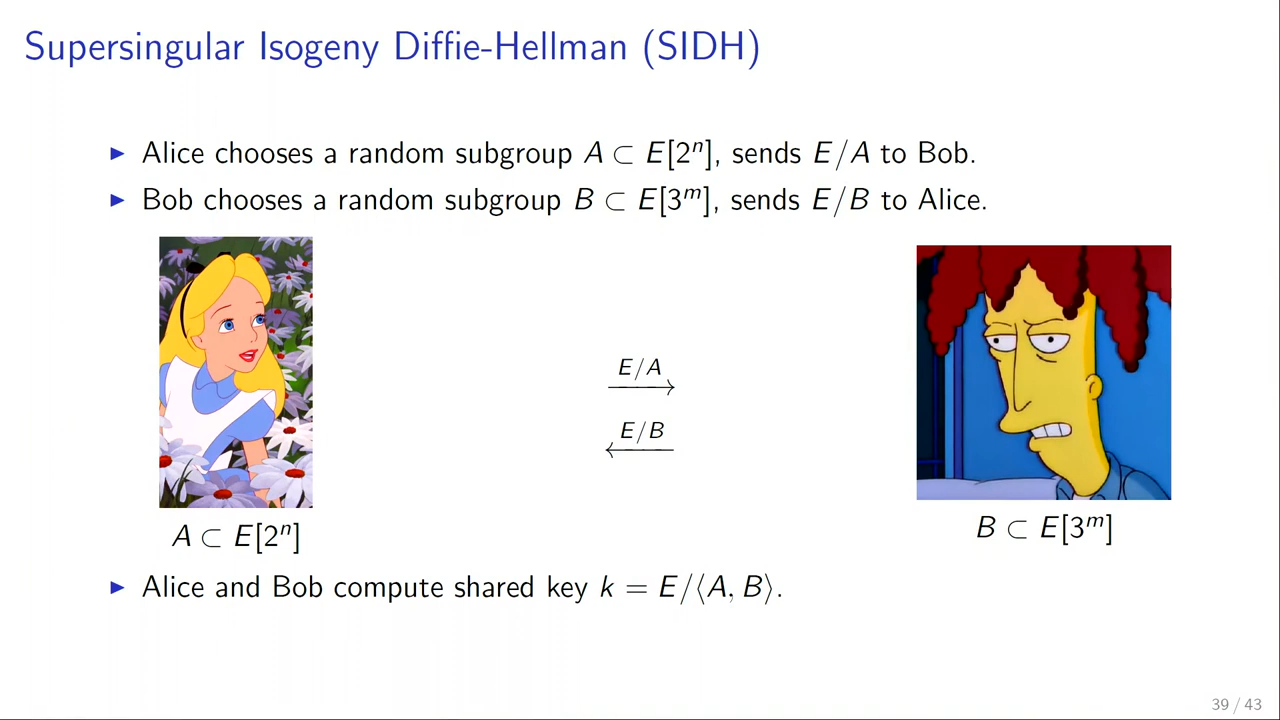 Supersingular Isogeny Diffie-Hellman (SIDH)
▶ Alice chooses a random subgroup A ⊂ E[2ⁿ], sends E/A to Bob.
▶ Bob chooses a random subgroup B ⊂ E[3ᵐ], sends E/B to Alice.
E/A
E/B
A ⊂ E[2ⁿ]
B ⊂ E[3ᵐ]
▶ Alice and Bob compute shared key k = E/⟨A, B⟩.
39 / 43